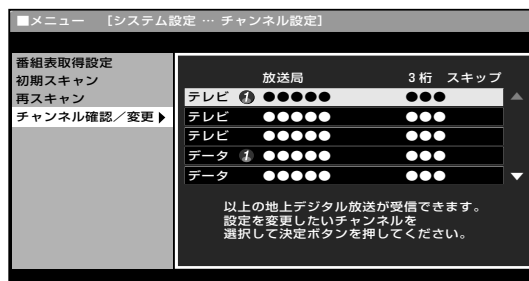 ■メニュー [システム設定 … チャンネル設定]
番組表取得設定
初期スキャン
再スキャン
チャンネル確認／変更▶
放送局 3桁 スキップ
テレビ 1 ●●●●● ●●●
テレビ ●●●●● ●●●
テレビ ●●●●● ●●●
データ 1 ●●●●● ●●●
データ ●●●●● ●●●
以上の地上デジタル放送が受信できます。
設定を変更したいチャンネルを
選択して決定ボタンを押してください。